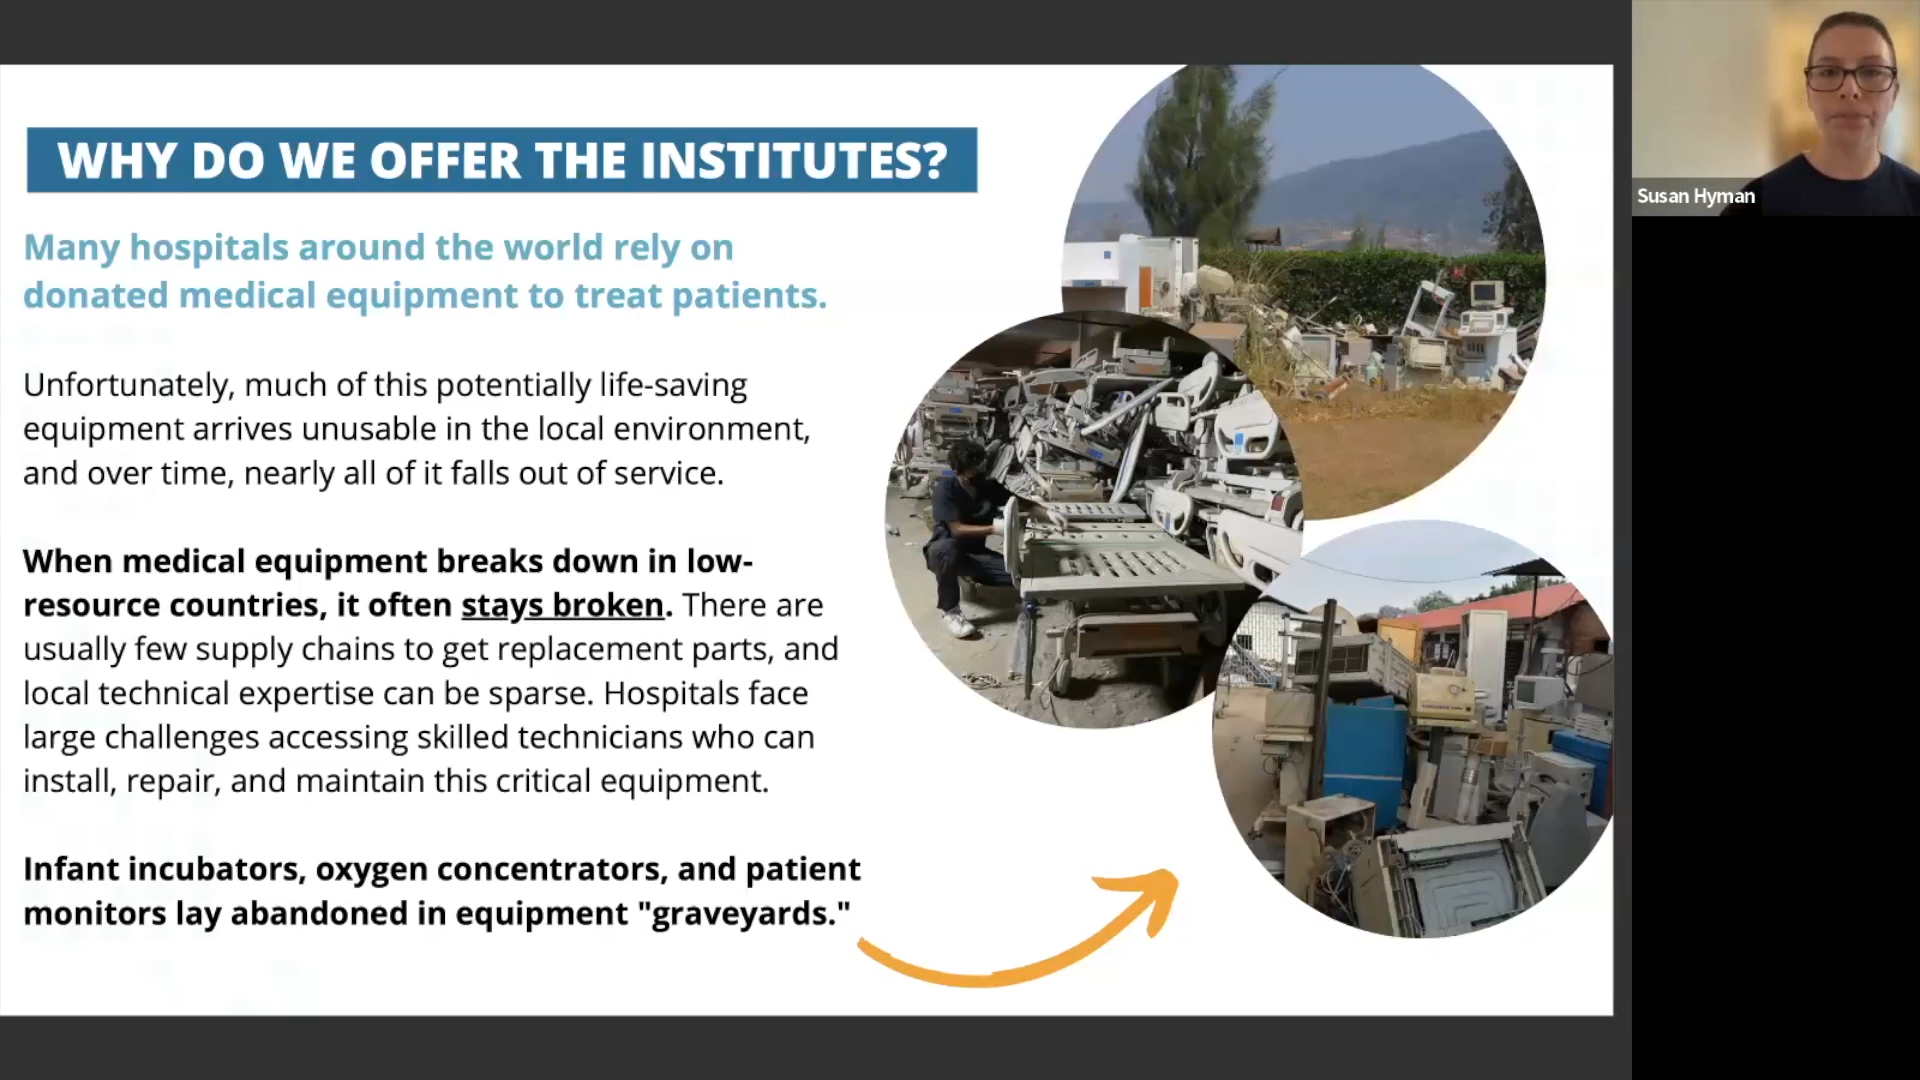 WHY DO WE OFFER THE INSTITUTES?
Many hospitals around the world rely on
donated medical equipment to treat patients.
Unfortunately, much of this potentially life-saving
equipment arrives unusable in the local environment,
and over time, nearly all of it falls out of service.
When medical equipment breaks down in low-
resource countries, it often stays broken. There are
usually few supply chains to get replacement parts, and
local technical expertise can be sparse. Hospitals face
large challenges accessing skilled technicians who can
install, repair, and maintain this critical equipment.
Infant incubators, oxygen concentrators, and patient
monitors lay abandoned in equipment "graveyards."
Susan Hyman